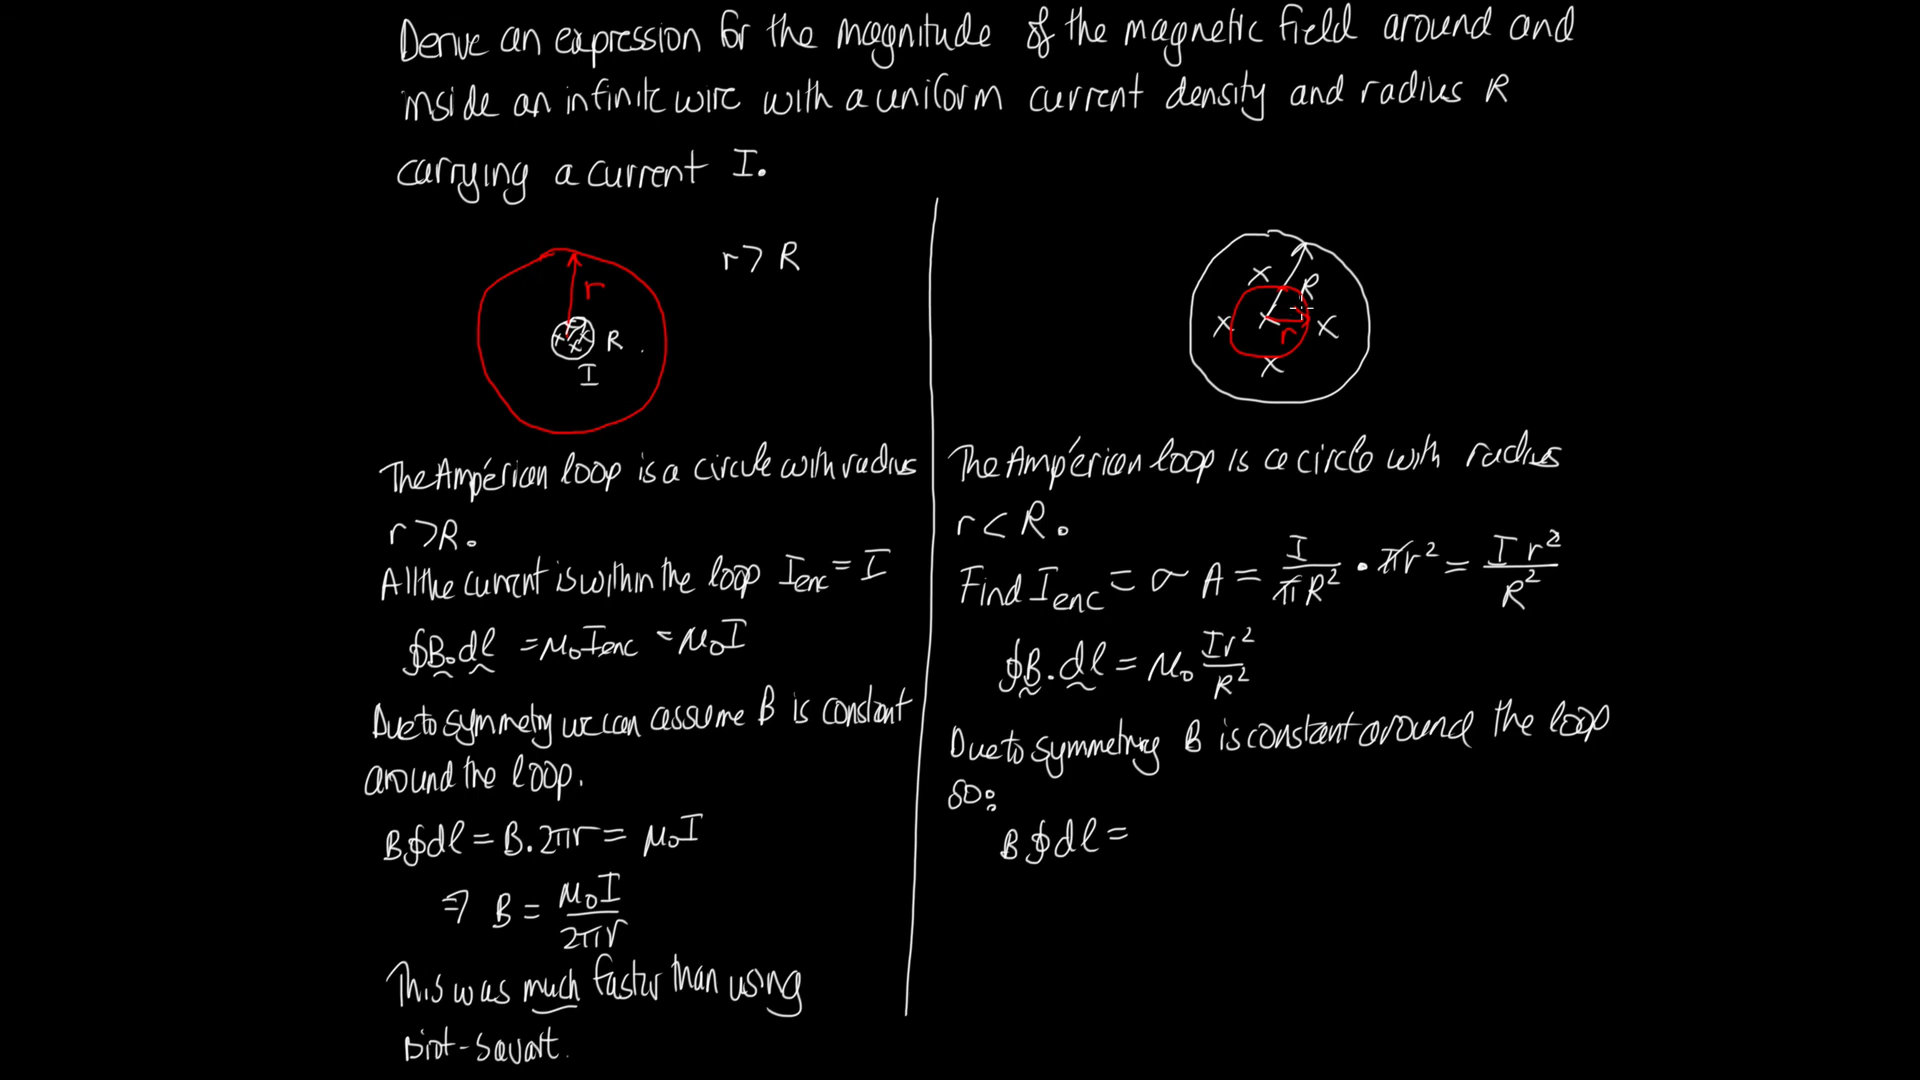 Derive an expression for the magnitude of the magnetic field around and
inside an infinite wire with a uniform current density and radius R
carrying a current I.
r > R
r
R
I
The Ampérian loop is a circle with radius
r > R.
All the current is within the loop I_enc = I
∮B.dl = μ₀I_enc = μ₀I
Due to symmetry we can assume B is constant
around the loop.
B∮dl = B.2πr = μ₀I
⇒ B = μ₀I / 2πr
This was much faster than using
Biot-Savart.
x R
x x x
r
x
The Ampérian loop is a circle with radius
r < R.
Find I_enc = σ A = I / πR² • πr² = I r² / R²
∮B.dl = μ₀ Ir² / R²
Due to symmetry B is constant around the loop
so:
B∮dl =